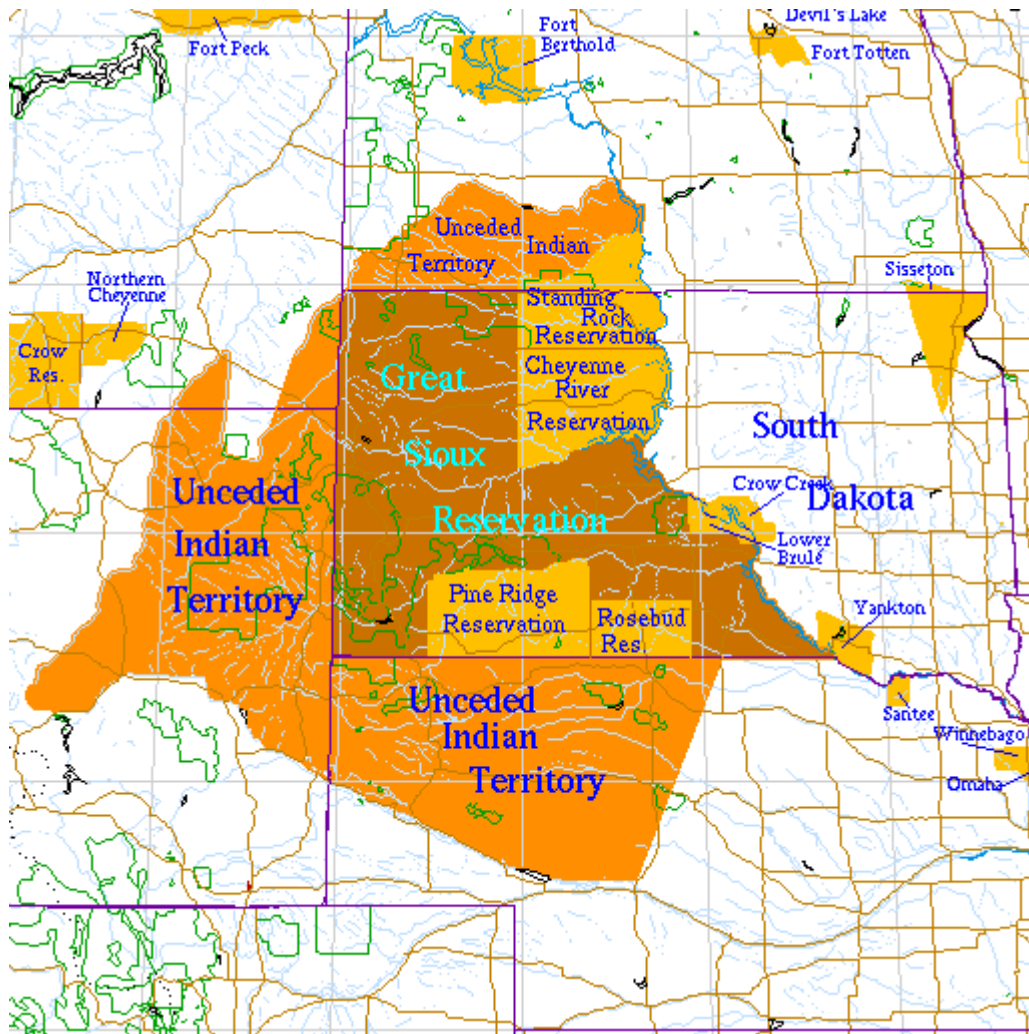 Devil's Lake
Fort Peck
Fort
Berthold
Fort Totten
Unceded
Indian
Territory
Sisseton
Northern
Cheyenne
Standing
Rock
Reservation
Crow
Res.
Great
Cheyenne
River
Reservation
South
Dakota
Sioux
Crow Creek
Unceded
Indian
Territory
Reservation
Lower
Brulé
Pine Ridge
Reservation
Rosebud
Res.
Yankton
Unceded
Indian
Territory
Santee
Winnebago
Omaha